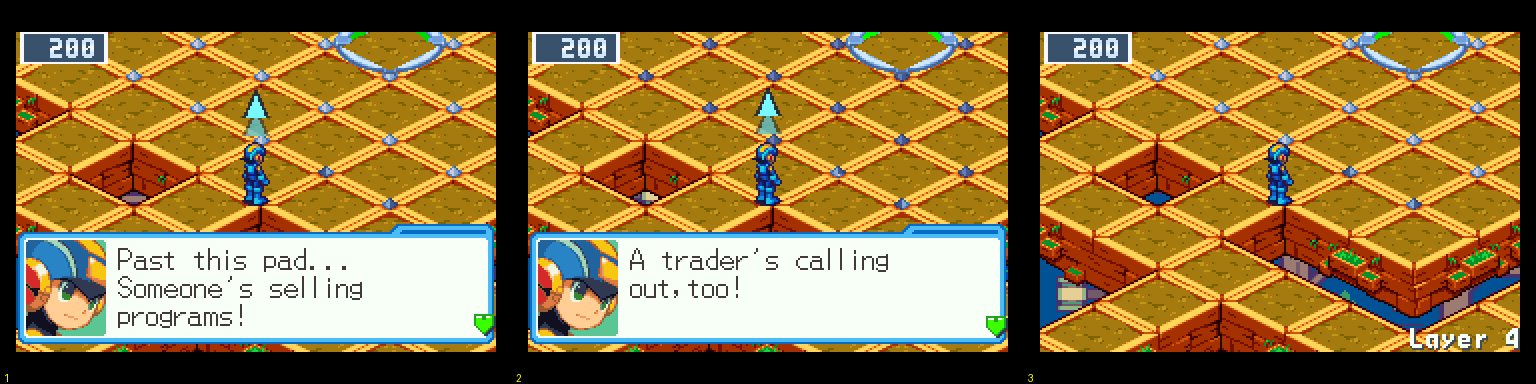 200
Past this pad...
Someone's selling
programs!
1
200
A trader's calling
out,too!
2
200
Layer 4
3